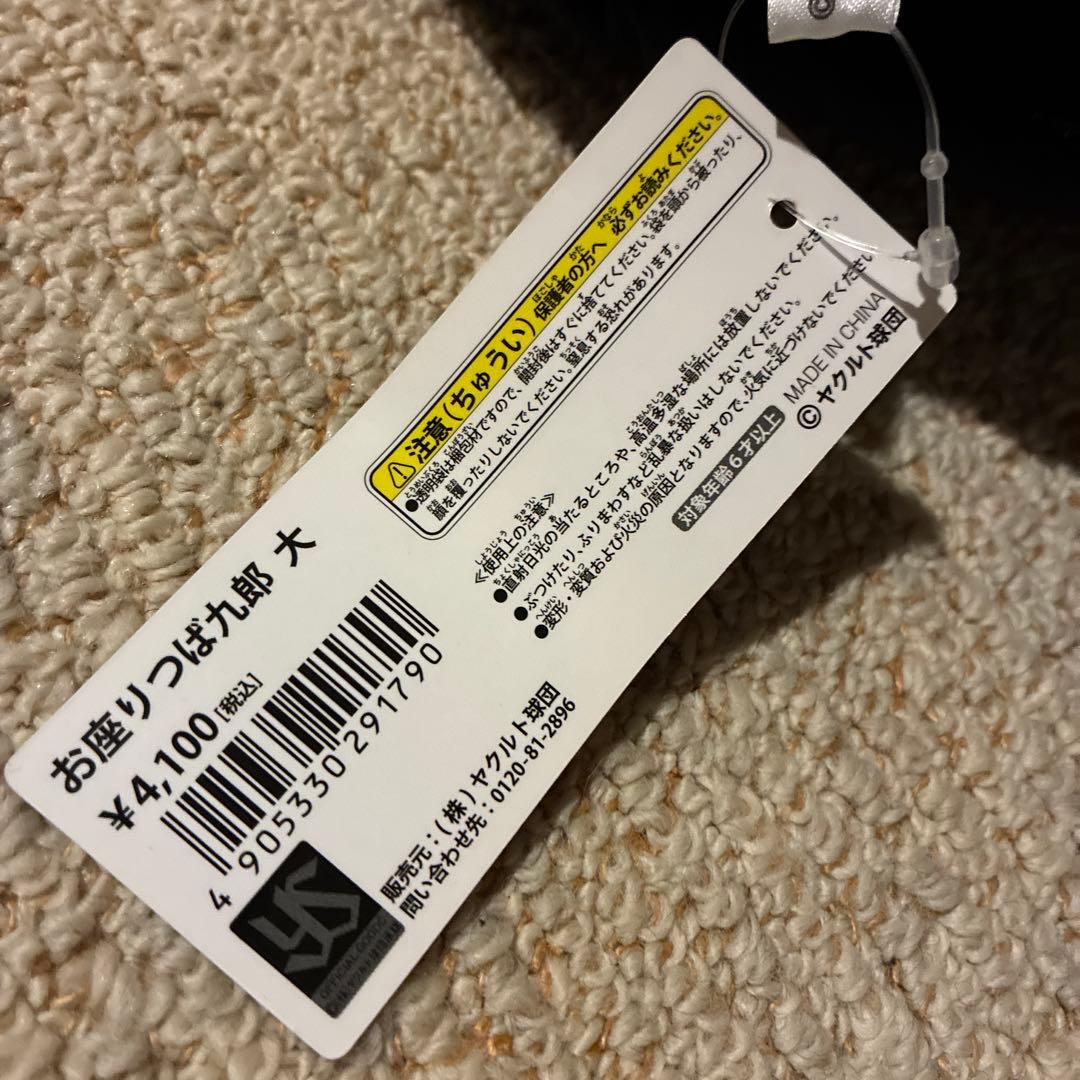 ©
⚠注意(ちゅうい) 保護者の方へ 必ずお読みください。
●透明袋は梱包材ですので、開封後はすぐに捨ててください。袋を頭から被ったり、
顔を覆ったりしないでください。窒息する恐れがあります。
≪使用上の注意≫
●直射日光の当たるところや、高温多湿な場所には放置しないでください。
●ぶつけたり、ふりまわすなど乱暴な扱いはしないでください。
●変形・変質および火災の原因となりますので、火気に近づけないでください
対象年齢6才以上 MADE IN CHINA
©ヤクルト球団
お座りつば九郎 大
¥4,100[税込]
4905330291790
販売元:(株)ヤクルト球団
問い合わせ先:0120-81-2896
YS
OFFICIAL GOODS